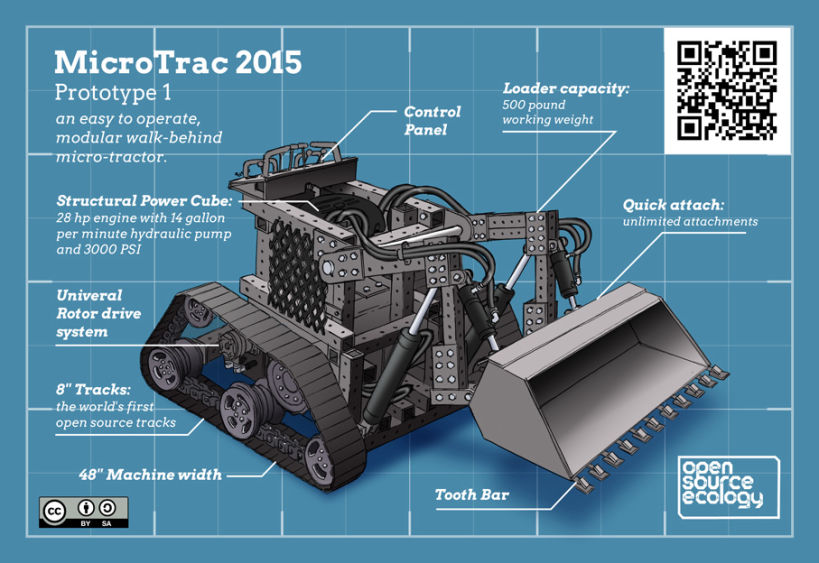 MicroTrac 2015
Prototype 1
an easy to operate,
modular walk-behind
micro-tractor.
Control
Panel
Loader capacity:
500 pound
working weight
Structural Power Cube:
28 hp engine with 14 gallon
per minute hydraulic pump
and 3000 PSI
Quick attach:
unlimited attachments
Univeral
Rotor drive
system
8" Tracks:
the world's first
open source tracks
48" Machine width
Tooth Bar
open
source
ecology
cc
BY SA